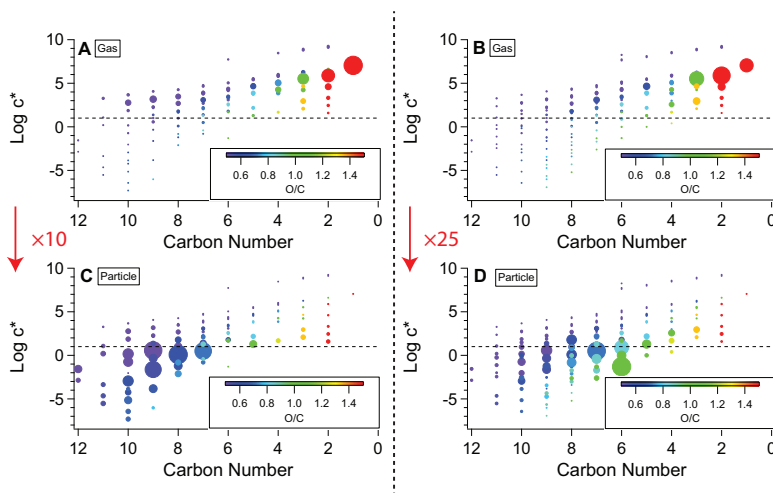 A Gas
10
5
0
-5
Log c*
0.6 0.8 1.0 1.2 1.4
O/C
12 10 8 6 4 2 0
Carbon Number
×10
C Particle
10
5
0
-5
Log c*
0.6 0.8 1.0 1.2 1.4
O/C
12 10 8 6 4 2 0
Carbon Number
B Gas
10
5
0
-5
Log c*
0.6 0.8 1.0 1.2 1.4
O/C
12 10 8 6 4 2 0
Carbon Number
×25
D Particle
10
5
0
-5
Log c*
0.6 0.8 1.0 1.2 1.4
O/C
12 10 8 6 4 2 0
Carbon Number